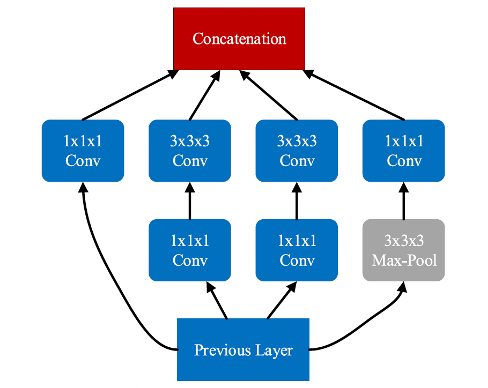 Concatenation
1x1x1
Conv
3x3x3
Conv
3x3x3
Conv
1x1x1
Conv
1x1x1
Conv
1x1x1
Conv
3x3x3
Max-Pool
Previous Layer